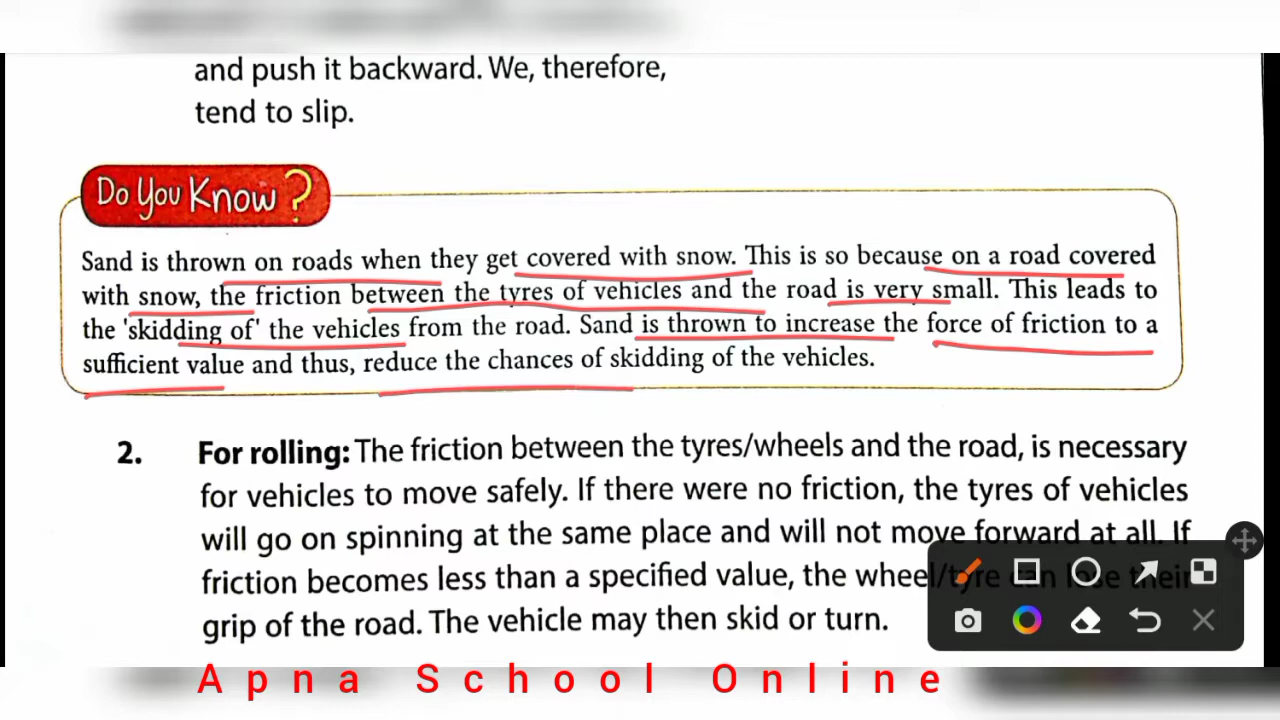 and push it backward. We, therefore,
tend to slip.
Do You Know ?
Sand is thrown on roads when they get covered with snow. This is so because on a road covered
with snow, the friction between the tyres of vehicles and the road is very small. This leads to
the 'skidding of' the vehicles from the road. Sand is thrown to increase the force of friction to a
sufficient value and thus, reduce the chances of skidding of the vehicles.
2. For rolling: The friction between the tyres/wheels and the road, is necessary
for vehicles to move safely. If there were no friction, the tyres of vehicles
will go on spinning at the same place and will not move forward at all. If
friction becomes less than a specified value, the wheel/tyre can lose their
grip of the road. The vehicle may then skid or turn.
Apna School Online